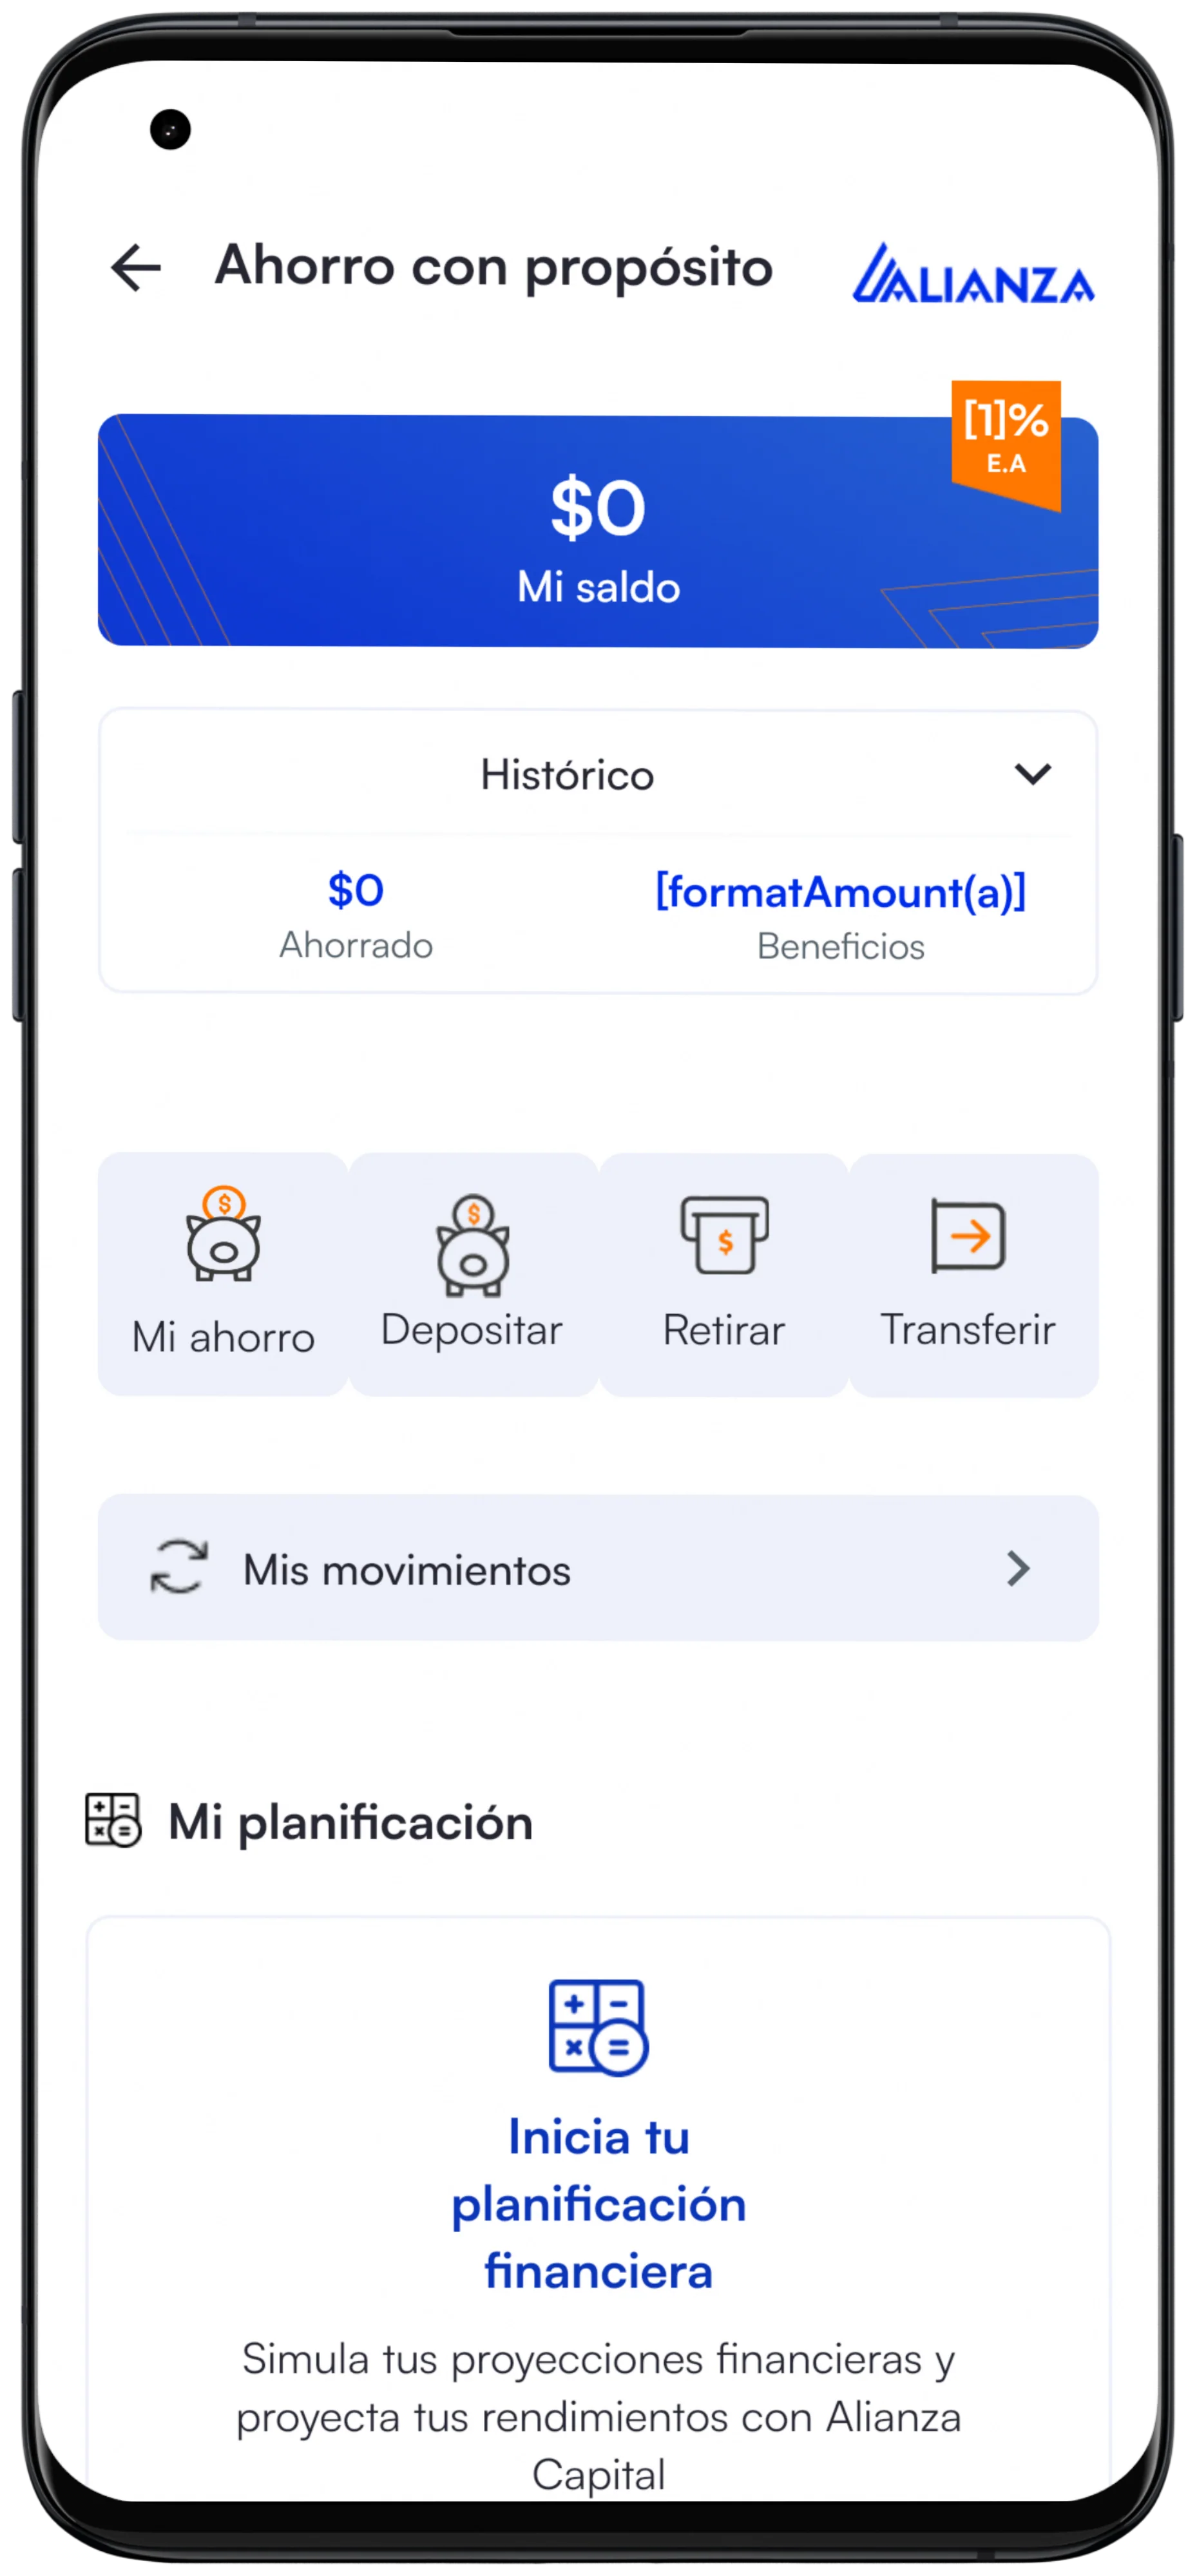 Ahorro con propósito
ALIANZA
[1]%
E.A
$0
Mi saldo
Histórico
$0
[formatAmount(a)]
Ahorrado
Beneficios
Mi ahorro
Depositar
Retirar
Transferir
Mis movimientos
Mi planificación
Inicia tu
planificación
financiera
Simula tus proyecciones financieras y
proyecta tus rendimientos con Alianza
Capital